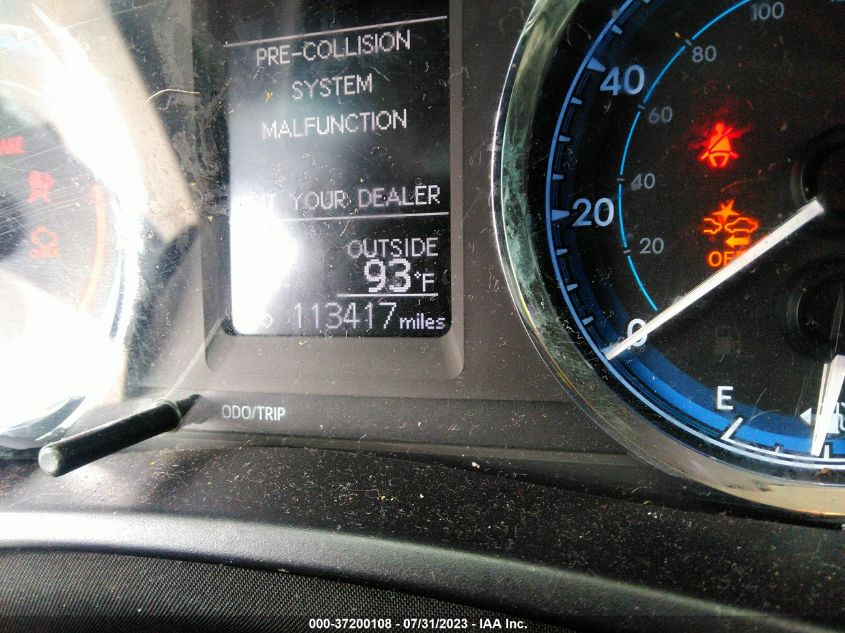 PRE-COLLISION
SYSTEM
MALFUNCTION
YOUR DEALER
OUTSIDE
93°F
113417 miles
ODO/TRIP
100
80
60
40
20
40
20
0
OFF
E
000-37200108 - 07/31/2023 - IAA Inc.